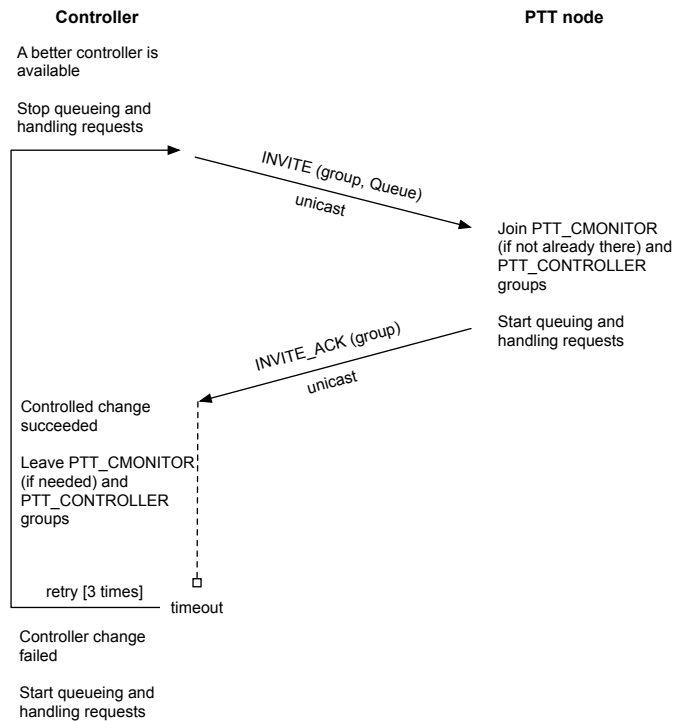 Controller
PTT node
A better controller is
available
Stop queueing and
handling requests
INVITE (group, Queue)
unicast
Join PTT_CMONITOR
(if not already there) and
PTT_CONTROLLER
groups
Start queuing and
handling requests
INVITE_ACK (group)
unicast
Controlled change
succeeded
Leave PTT_CMONITOR
(if needed) and
PTT_CONTROLLER
groups
retry [3 times]
timeout
Controller change
failed
Start queueing and
handling requests